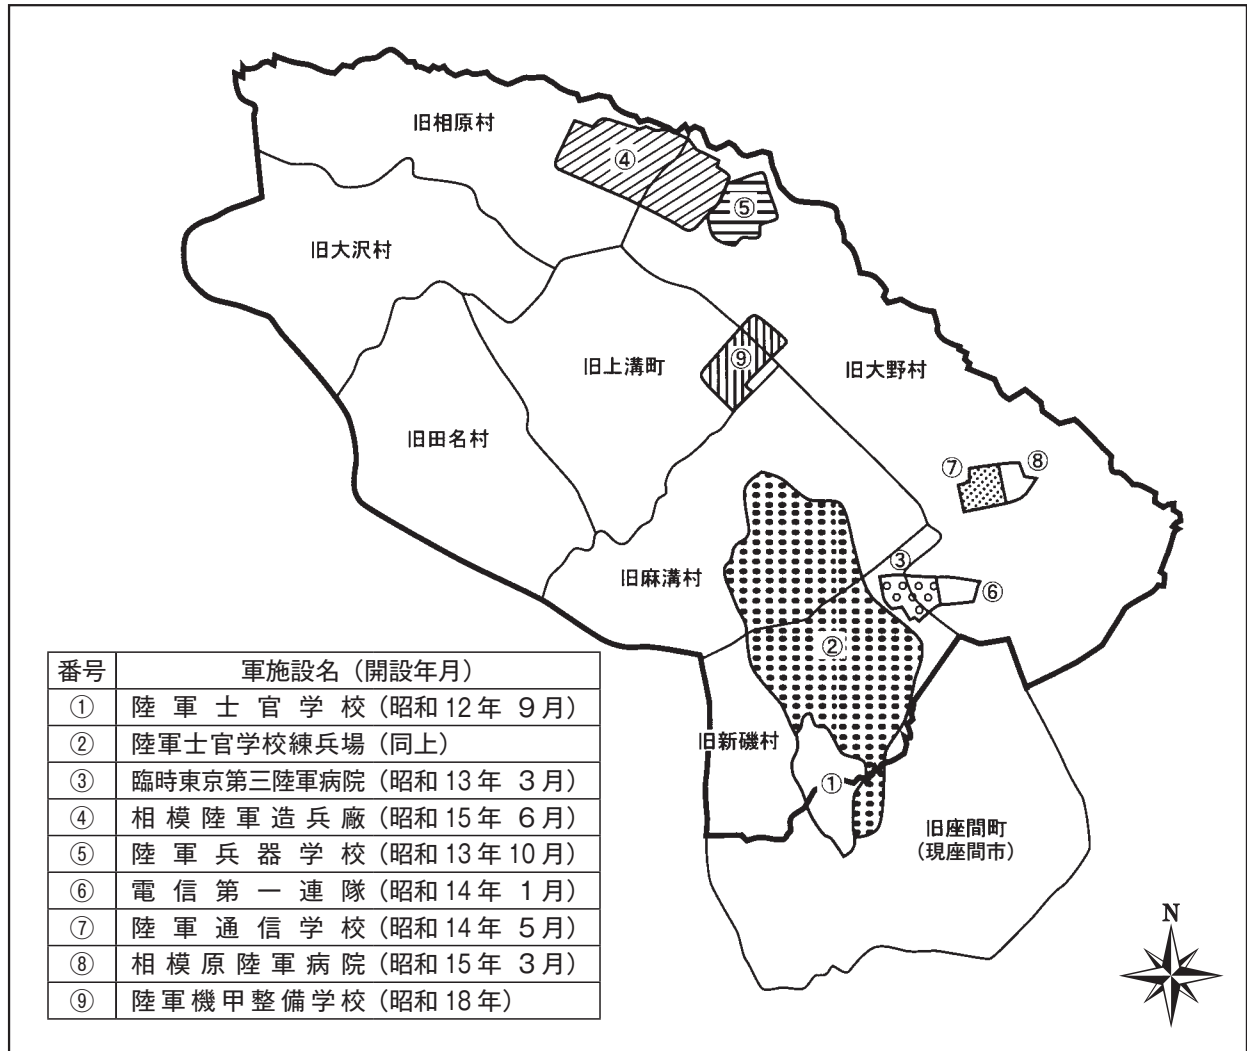 旧相原村
④
⑤
旧大沢村
旧上溝町
⑨
旧大野村
旧田名村
⑦
⑧
③
旧麻溝村
⑥
②
旧新磯村
①
旧座間町
（現座間市）
N
番号 軍施設名（開設年月）
① 陸軍士官学校（昭和12年 9月）
② 陸軍士官学校練兵場（同上）
③ 臨時東京第三陸軍病院（昭和13年 3月）
④ 相模陸軍造兵廠（昭和15年 6月）
⑤ 陸軍兵器学校（昭和13年10月）
⑥ 電信第一連隊（昭和14年 1月）
⑦ 陸軍通信学校（昭和14年 5月）
⑧ 相模原陸軍病院（昭和15年 3月）
⑨ 陸軍機甲整備学校（昭和18年）